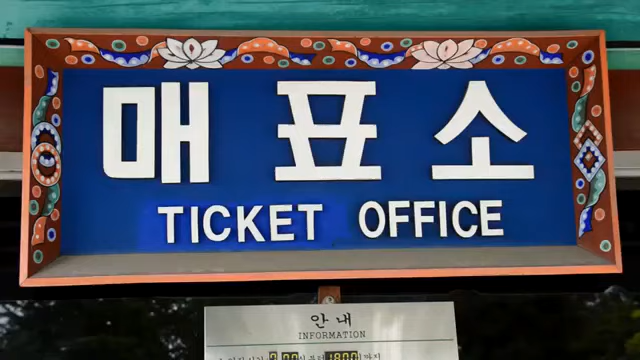 매표소
TICKET OFFICE
안내
INFORMATION